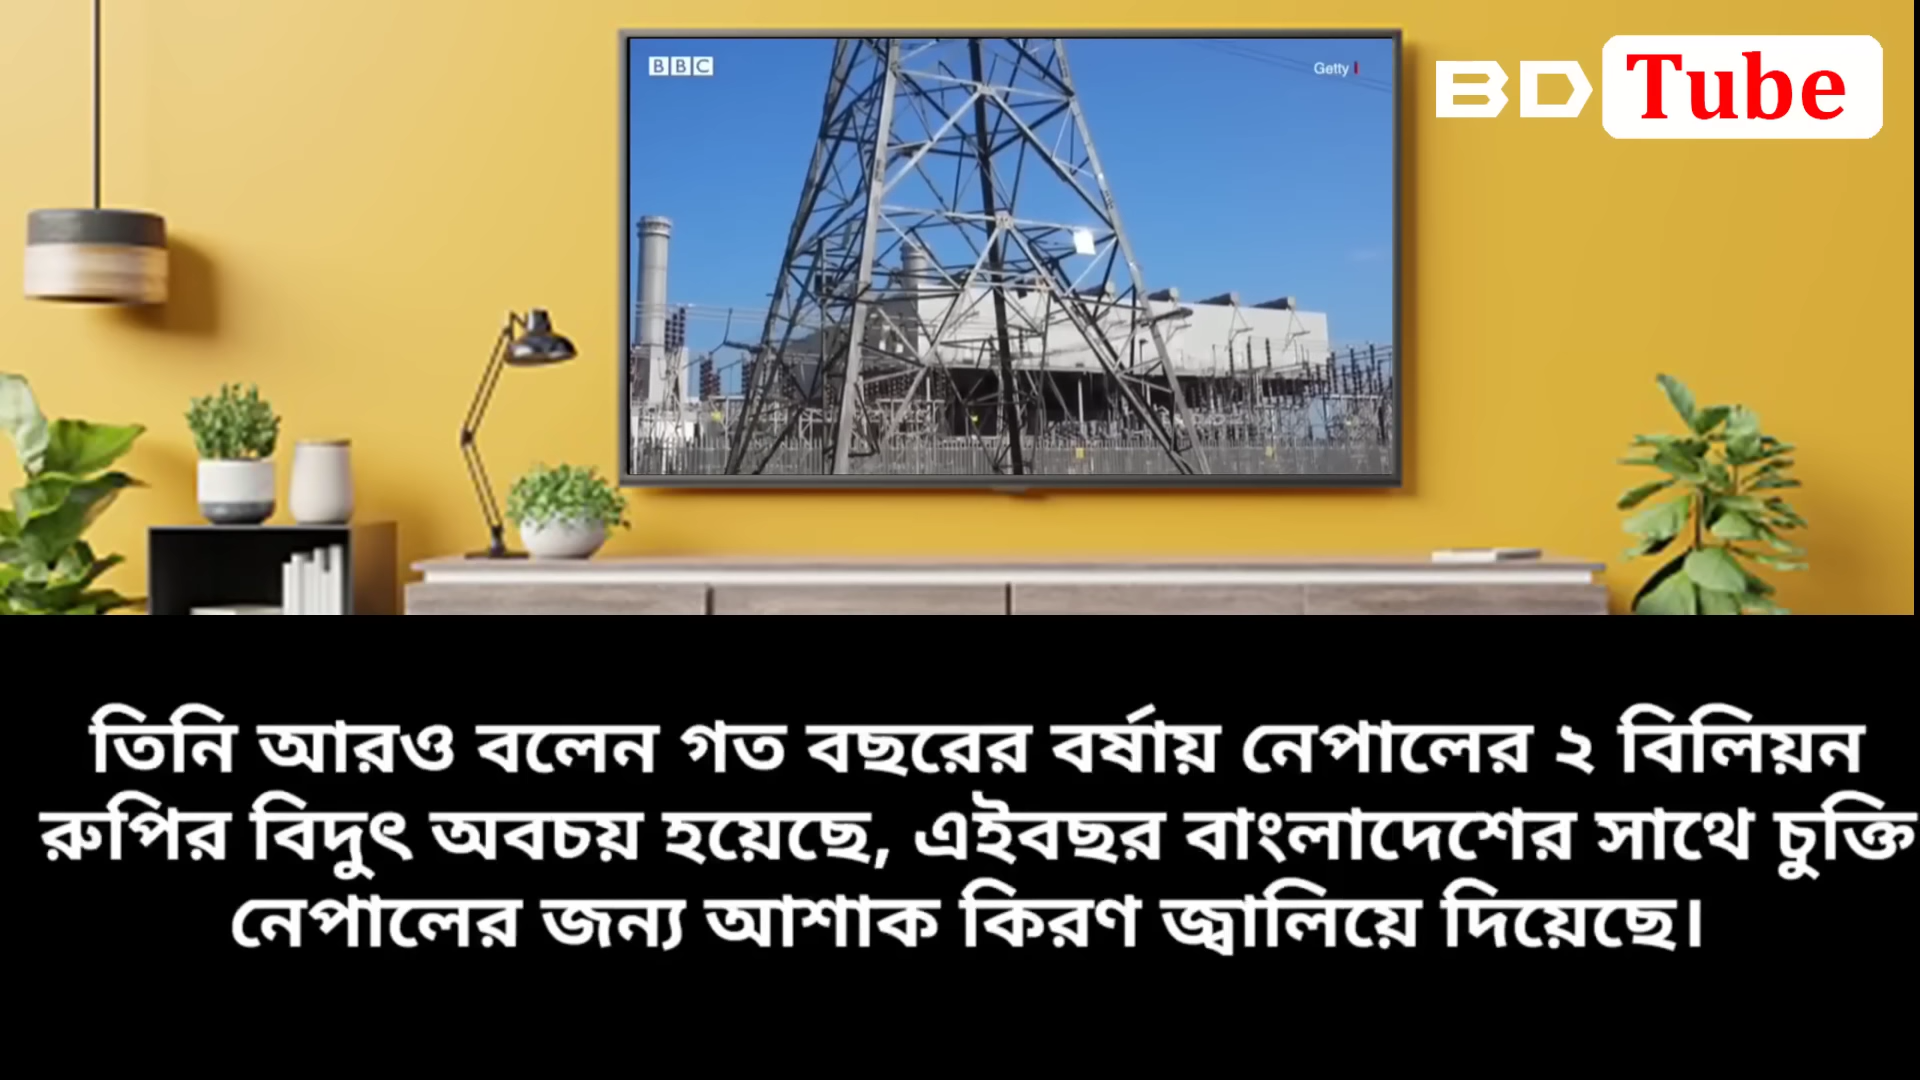 BBC
Getty
BD Tube
তিনি আরও বলেন গত বছরের বর্ষায় নেপালের ২ বিলিয়ন
রুপির বিদুৎ অবচয় হয়েছে, এইবছর বাংলাদেশের সাথে চুক্তি
নেপালের জন্য আশাক কিরণ জ্বালিয়ে দিয়েছে।